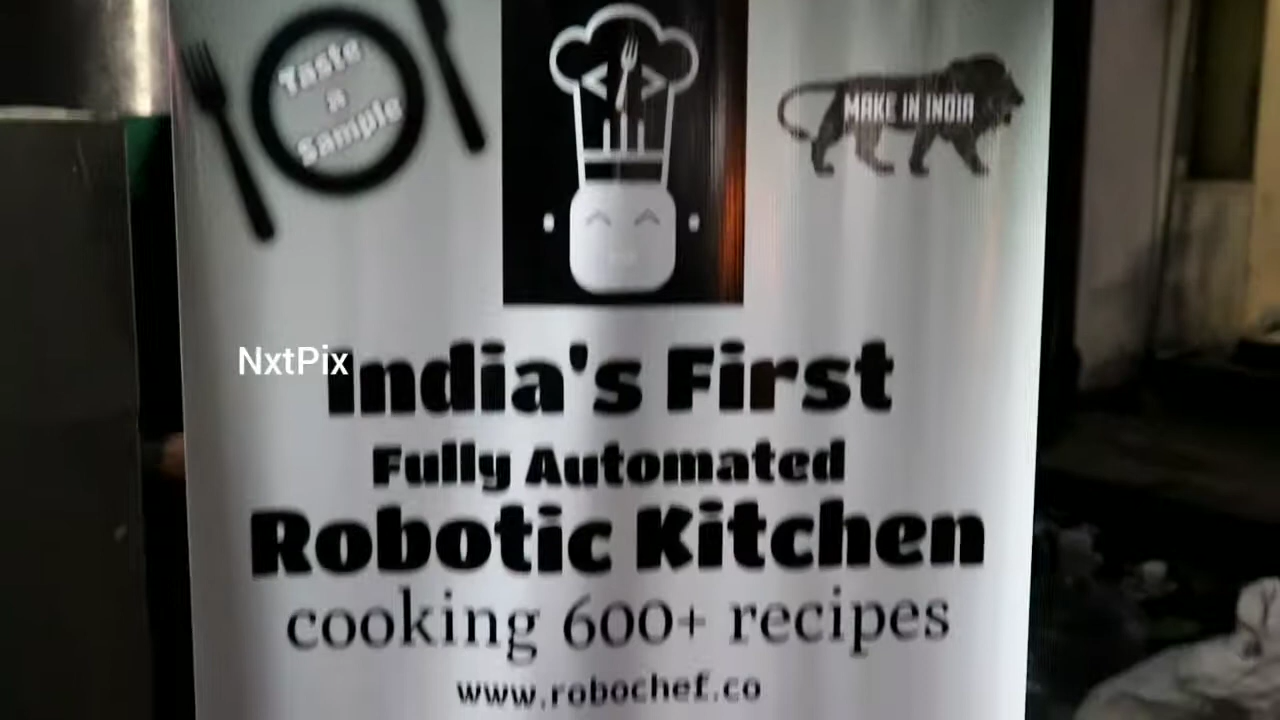 Taste
a
Sample
MAKE IN INDIA
NxtPix
India's First
Fully Automated
Robotic Kitchen
cooking 600+ recipes
www.robochef.co